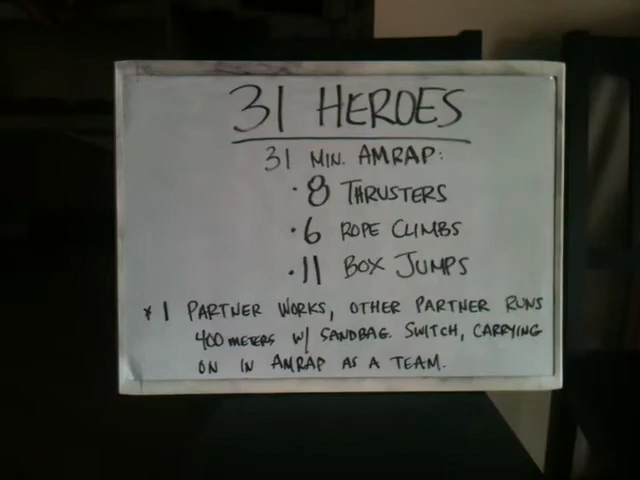 31 HEROES
31 MIN. AMRAP:
· 8 THRUSTERS
· 6 ROPE CLIMBS
· 11 BOX JUMPS
* 1 PARTNER WORKS, OTHER PARTNER RUNS
400 METERS W/ SANDBAG. SWITCH, CARRYING
ON IN AMRAP AS A TEAM.